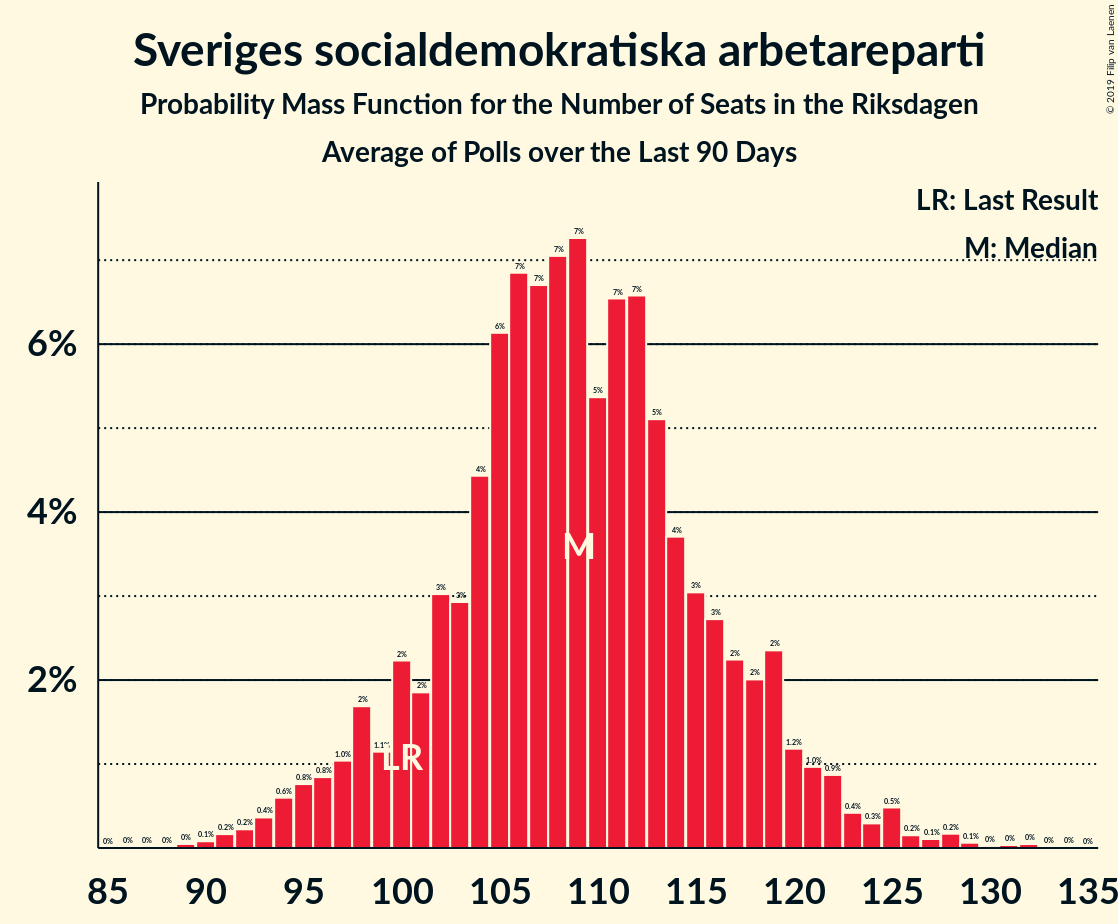 Sveriges socialdemokratiska arbetareparti
Probability Mass Function for the Number of Seats in the Riksdagen
Average of Polls over the Last 90 Days
© 2019 Filip van Laenen
LR: Last Result
M: Median
6%
4%
2%
0% 0% 0% 0% 0% 0.1% 0.2% 0.2% 0.4% 0.6% 0.8% 0.8% 1.0% 2% 1.1% 2% 2% 3% 3% 4% 6% 7% 7% 7% 7% 5% 7% 7% 5% 4% 3% 3% 2% 2% 2% 1.2% 1.0% 0.9% 0.4% 0.3% 0.5% 0.2% 0.1% 0.2% 0.1% 0% 0% 0% 0% 0% 0%
M
LR
85 90 95 100 105 110 115 120 125 130 135